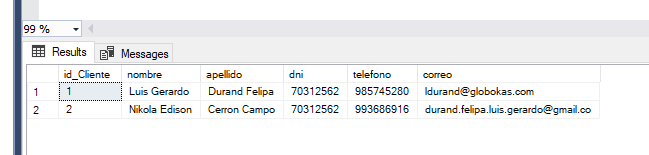 99 %
Results Messages
id_Cliente nombre apellido dni telefono correo
1 1 Luis Gerardo Durand Felipa 70312562 985745280 ldurand@globokas.com
2 2 Nikola Edison Cerron Campo 70312562 993686916 durand.felipa.luis.gerardo@gmail.co